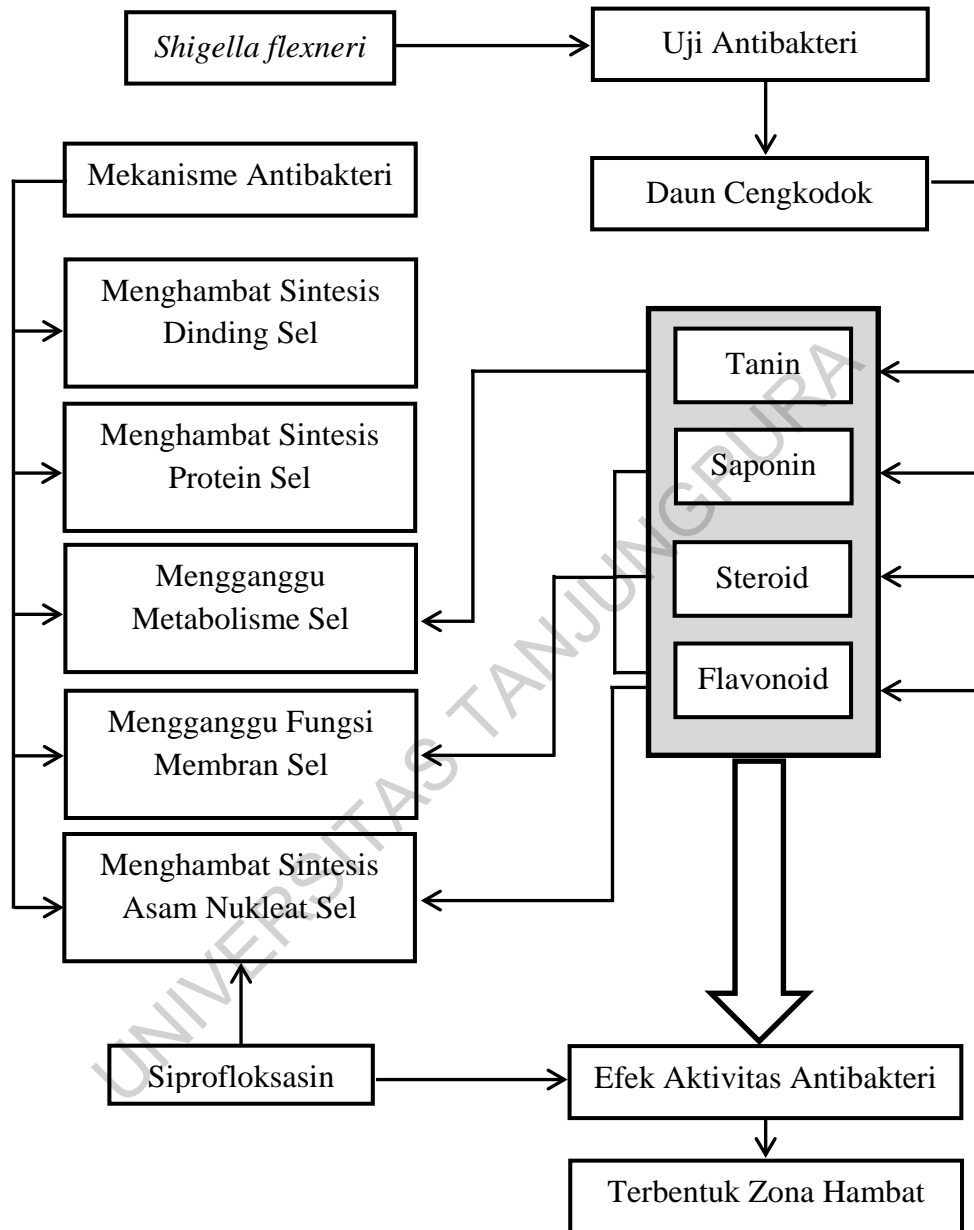 Shigella flexneri
Uji Antibakteri
Mekanisme Antibakteri
Daun Cengkodok
Menghambat Sintesis
Dinding Sel
Menghambat Sintesis
Protein Sel
Mengganggu
Metabolisme Sel
Mengganggu Fungsi
Membran Sel
Menghambat Sintesis
Asam Nukleat Sel
Tanin
Saponin
Steroid
Flavonoid
Siprofloksasin
Efek Aktivitas Antibakteri
Terbentuk Zona Hambat
UNIVERSITAS TANJUNGPURA